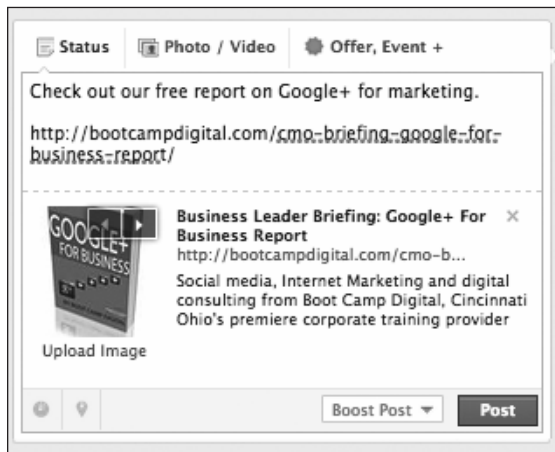 Status
Photo / Video
Offer, Event +
Check out our free report on Google+ for marketing.
http://bootcampdigital.com/cmo-briefing-google-for-
business-report/
GOOGLE+
FOR BUSINESS
Business Leader Briefing: Google+ For
Business Report
http://bootcampdigital.com/cmo-b...
Social media, Internet Marketing and digital
consulting from Boot Camp Digital, Cincinnati
Ohio's premiere corporate training provider
Upload Image
Boost Post
Post